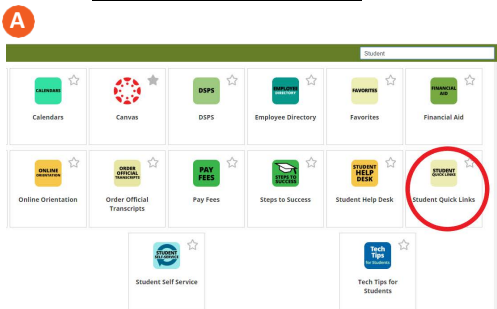 A
Student
CALENDARS
DSPS
EMPLOYEE
DIRECTORY
FAVORITES
FINANCIAL
AID
Calendars
Canvas
DSPS
Employee Directory
Favorites
Financial Aid
ONLINE
ORIENTATION
ORDER
OFFICIAL
TRANSCRIPTS
PAY
FEES
STEPS TO
SUCCESS
STUDENT
HELP
DESK
STUDENT
QUICK LINKS
Online Orientation
Order Official
Transcripts
Pay Fees
Steps to Success
Student Help Desk
Student Quick Links
STUDENT
SELF-SERVICE
Tech
Tips
for Students
Student Self Service
Tech Tips for
Students